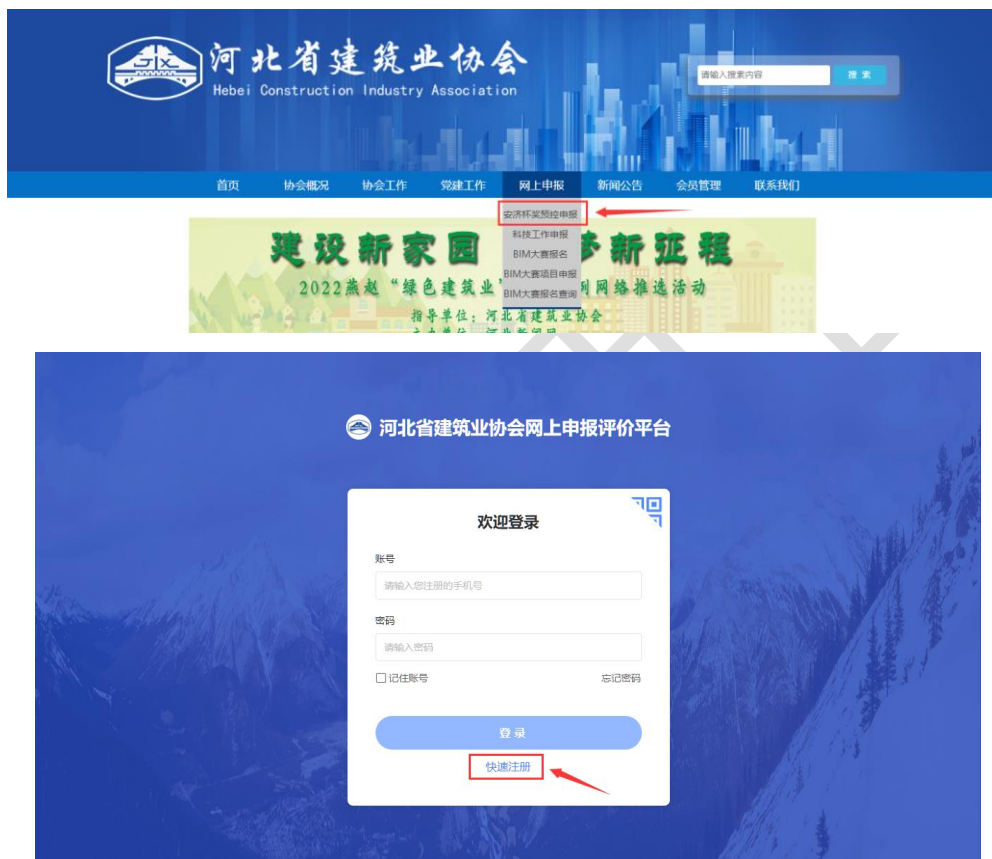 河北省建筑业协会
Hebei Construction Industry Association
请输入搜素内容
搜 素
首页 协会概况 协会工作 党建工作 网上申报 新闻公告 会员管理 联系我们
安济杯奖预控申报
科技工作申报
BIM大赛报名
BIM大赛项目申报
BIM大赛报名查询
建设新家园 梦新征程
2022燕赵“绿色建筑业” 例网络推选活动
指导单位：河北省建筑业协会
河北省建筑业协会网上申报评价平台
欢迎登录
账号
请输入您注册的手机号
密码
请输入密码
记住账号 忘记密码
登 录
快速注册